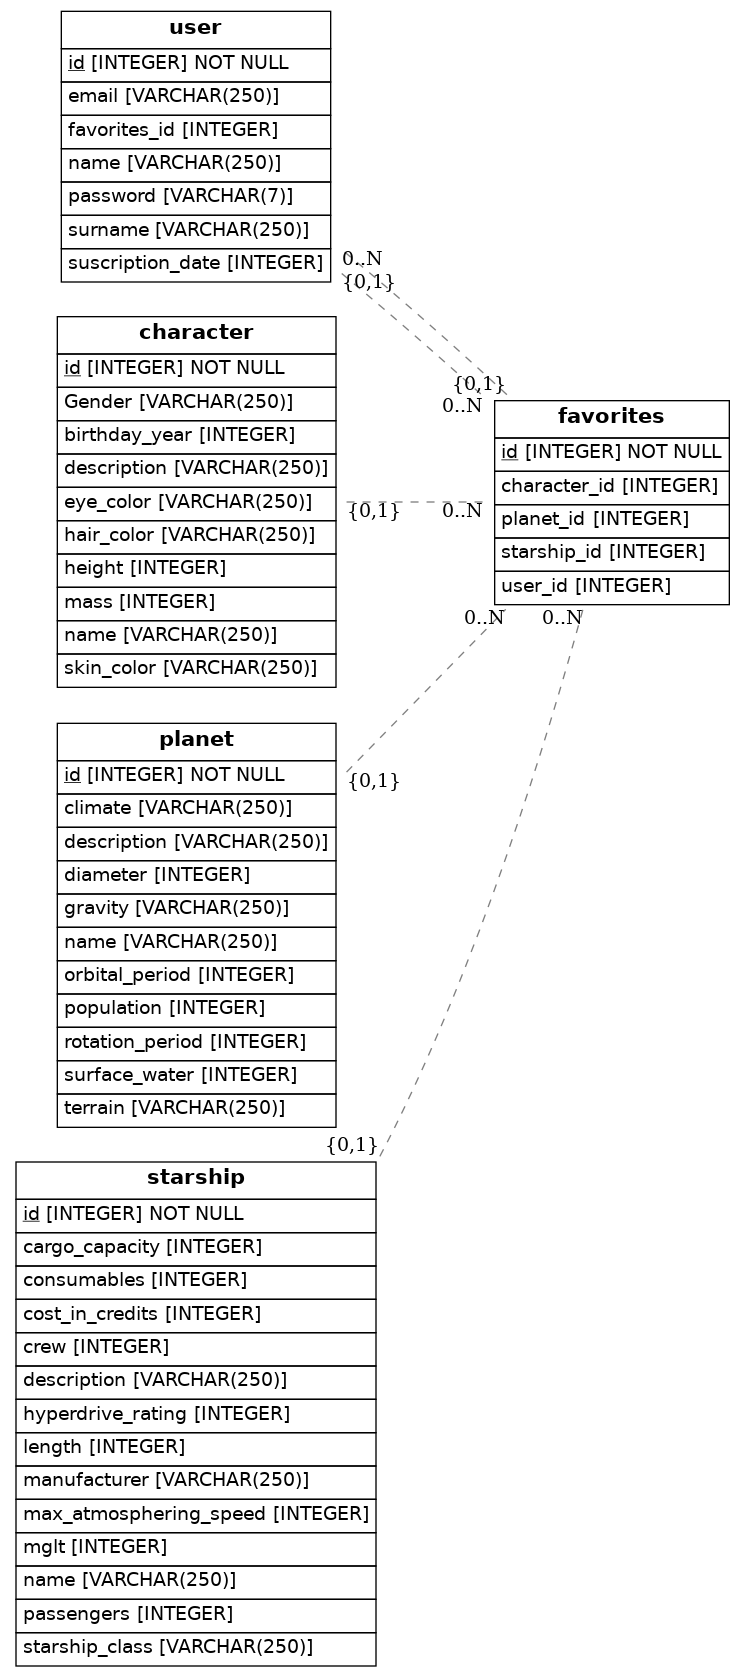 user
id [INTEGER] NOT NULL
email [VARCHAR(250)]
favorites_id [INTEGER]
name [VARCHAR(250)]
password [VARCHAR(7)]
surname [VARCHAR(250)]
suscription_date [INTEGER]
0..N
{0,1}
{0,1}
0..N
character
id [INTEGER] NOT NULL
Gender [VARCHAR(250)]
birthday_year [INTEGER]
description [VARCHAR(250)]
eye_color [VARCHAR(250)]
hair_color [VARCHAR(250)]
height [INTEGER]
mass [INTEGER]
name [VARCHAR(250)]
skin_color [VARCHAR(250)]
{0,1}
0..N
favorites
id [INTEGER] NOT NULL
character_id [INTEGER]
planet_id [INTEGER]
starship_id [INTEGER]
user_id [INTEGER]
0..N
0..N
planet
id [INTEGER] NOT NULL
climate [VARCHAR(250)]
description [VARCHAR(250)]
diameter [INTEGER]
gravity [VARCHAR(250)]
name [VARCHAR(250)]
orbital_period [INTEGER]
population [INTEGER]
rotation_period [INTEGER]
surface_water [INTEGER]
terrain [VARCHAR(250)]
{0,1}
{0,1}
starship
id [INTEGER] NOT NULL
cargo_capacity [INTEGER]
consumables [INTEGER]
cost_in_credits [INTEGER]
crew [INTEGER]
description [VARCHAR(250)]
hyperdrive_rating [INTEGER]
length [INTEGER]
manufacturer [VARCHAR(250)]
max_atmosphering_speed [INTEGER]
mglt [INTEGER]
name [VARCHAR(250)]
passengers [INTEGER]
starship_class [VARCHAR(250)]